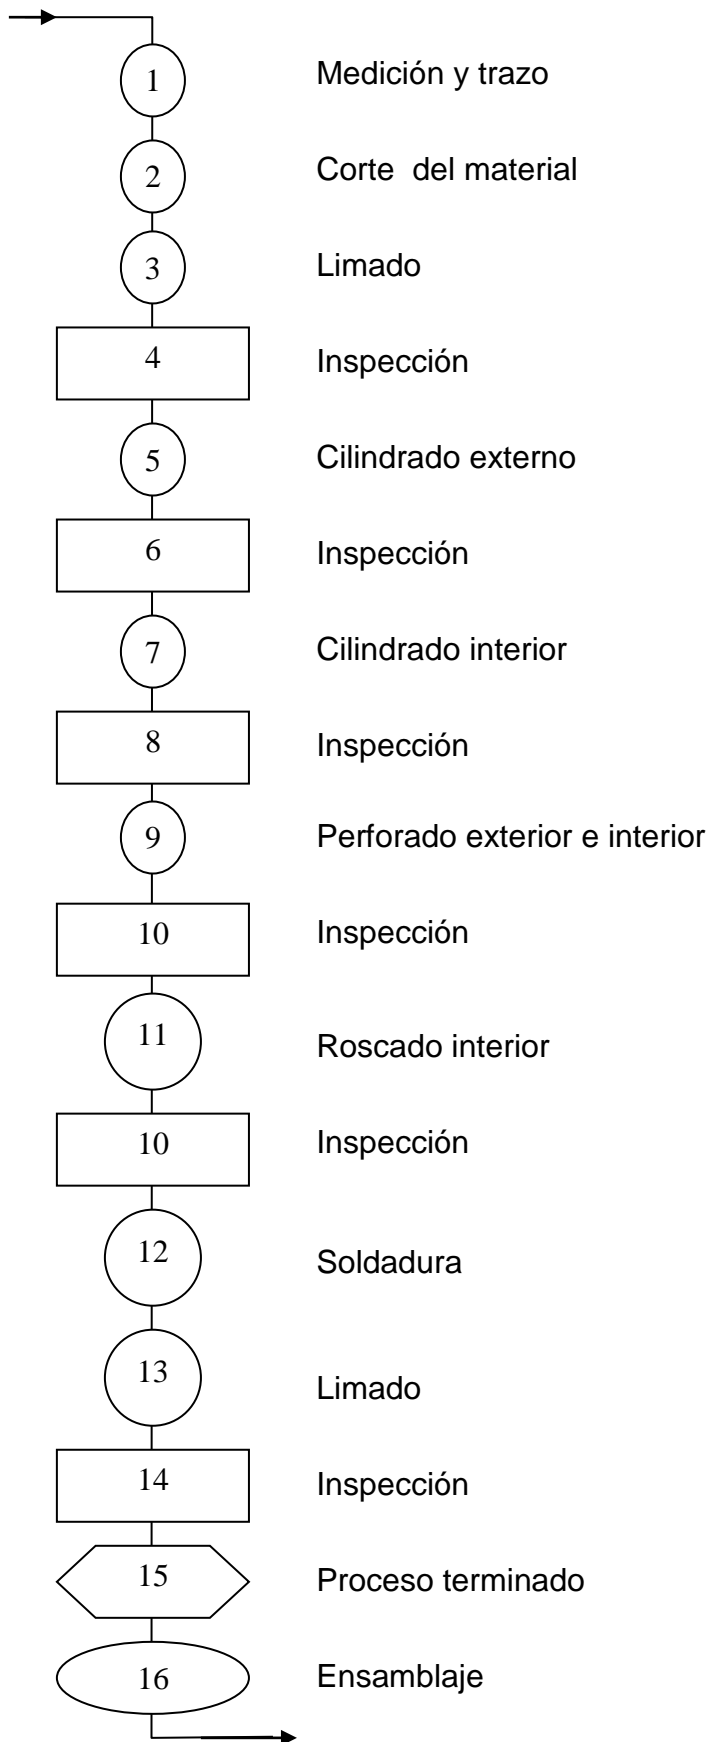 1 Medición y trazo
2 Corte del material
3 Limado
4 Inspección
5 Cilindrado externo
6 Inspección
7 Cilindrado interior
8 Inspección
9 Perforado exterior e interior
10 Inspección
11 Roscado interior
10 Inspección
12 Soldadura
13 Limado
14 Inspección
15 Proceso terminado
16 Ensamblaje